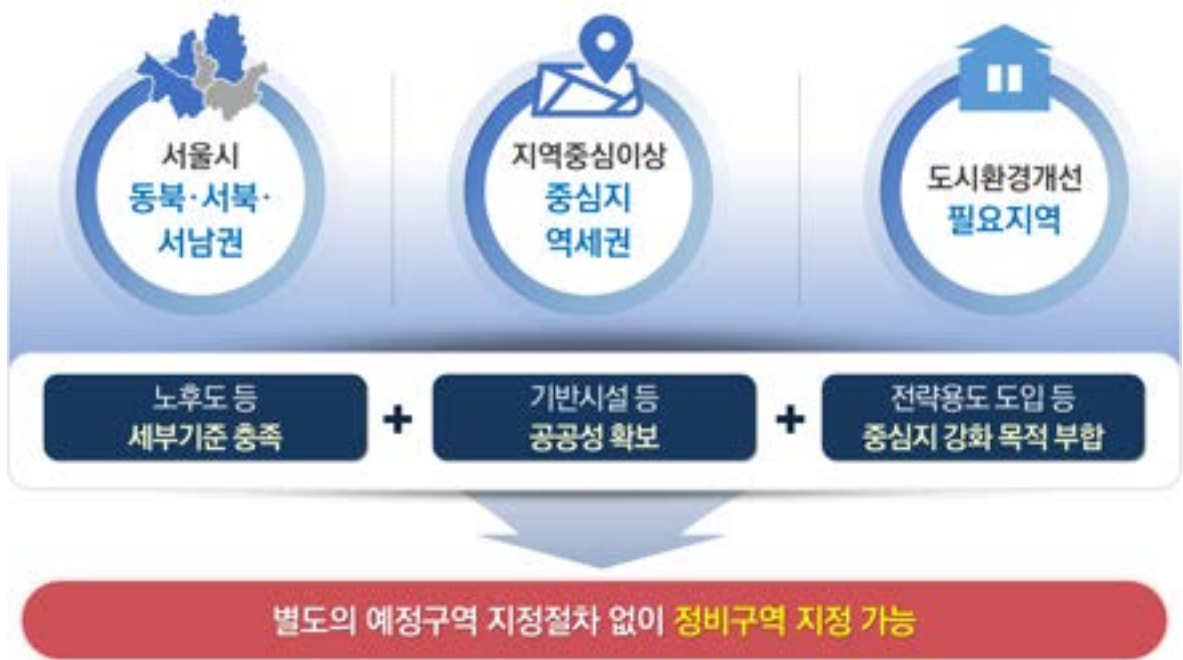 서울시
동북·서북·
서남권
지역중심이상
중심지
역세권
도시환경개선
필요지역
노후도 등
세부기준 충족
+
기반시설 등
공공성 확보
+
전략용도 도입 등
중심지 강화 목적 부합
별도의 예정구역 지정절차 없이 정비구역 지정 가능